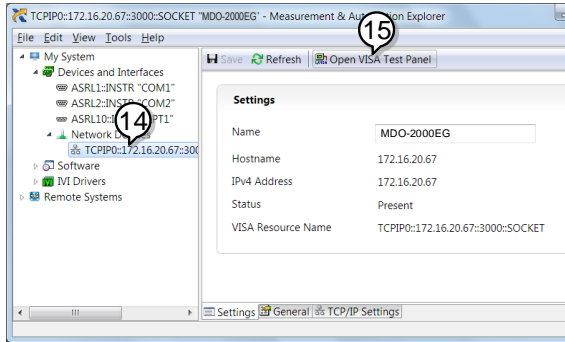 TCPIP0::172.16.20.67::3000::SOCKET "MDO-2000EG" - Measurement & Aut tion Explorer
15
File Edit View Tools Help
Save Refresh Open VISA Test Panel
My System
Devices and Interfaces
ASRL1::INSTR "COM1"
ASRL2::INSTR "COM2"
ASRL10::I PT1"
14
Network D s
TCPIP0::172.16.20.67::300
Software
IVI Drivers
Remote Systems
Settings
Name MDO-2000EG
Hostname 172.16.20.67
IPv4 Address 172.16.20.67
Status Present
VISA Resource Name TCPIP0::172.16.20.67::3000::SOCKET
Settings General TCP/IP Settings